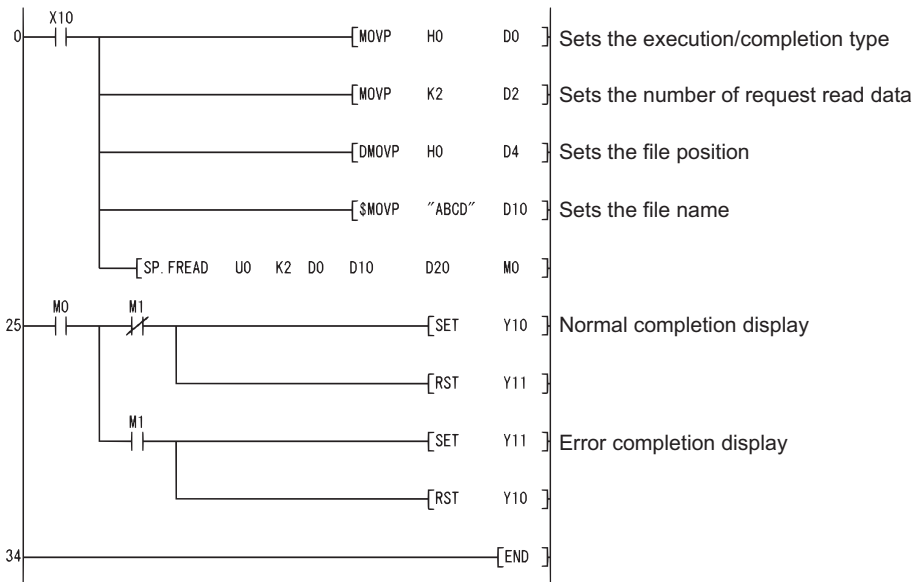 X10
0 MOVP H0 D0 Sets the execution/completion type
MOVP K2 D2 Sets the number of request read data
DMOVP H0 D4 Sets the file position
$MOVP "ABCD" D10 Sets the file name
SP.FREAD U0 K2 D0 D10 D20 M0
M0 M1
25 SET Y10 Normal completion display
RST Y11
M1
SET Y11 Error completion display
RST Y10
34 END